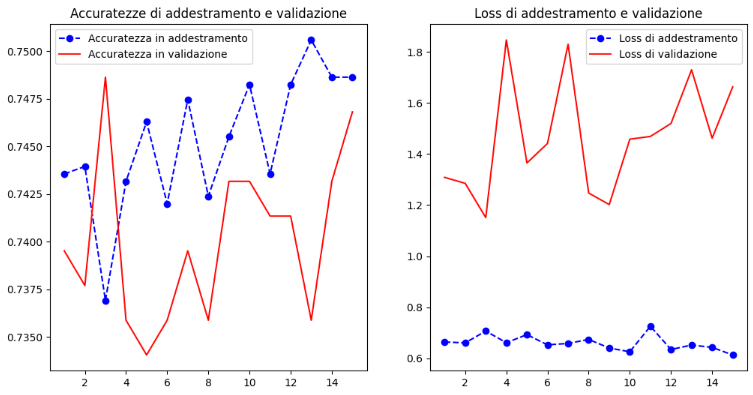 Accuratezze di addestramento e validazione
Accuratezza in addestramento
Accuratezza in validazione
0.7500
0.7475
0.7450
0.7425
0.7400
0.7375
0.7350
2 4 6 8 10 12 14
Loss di addestramento e validazione
Loss di addestramento
Loss di validazione
1.8
1.6
1.4
1.2
1.0
0.8
0.6
2 4 6 8 10 12 14